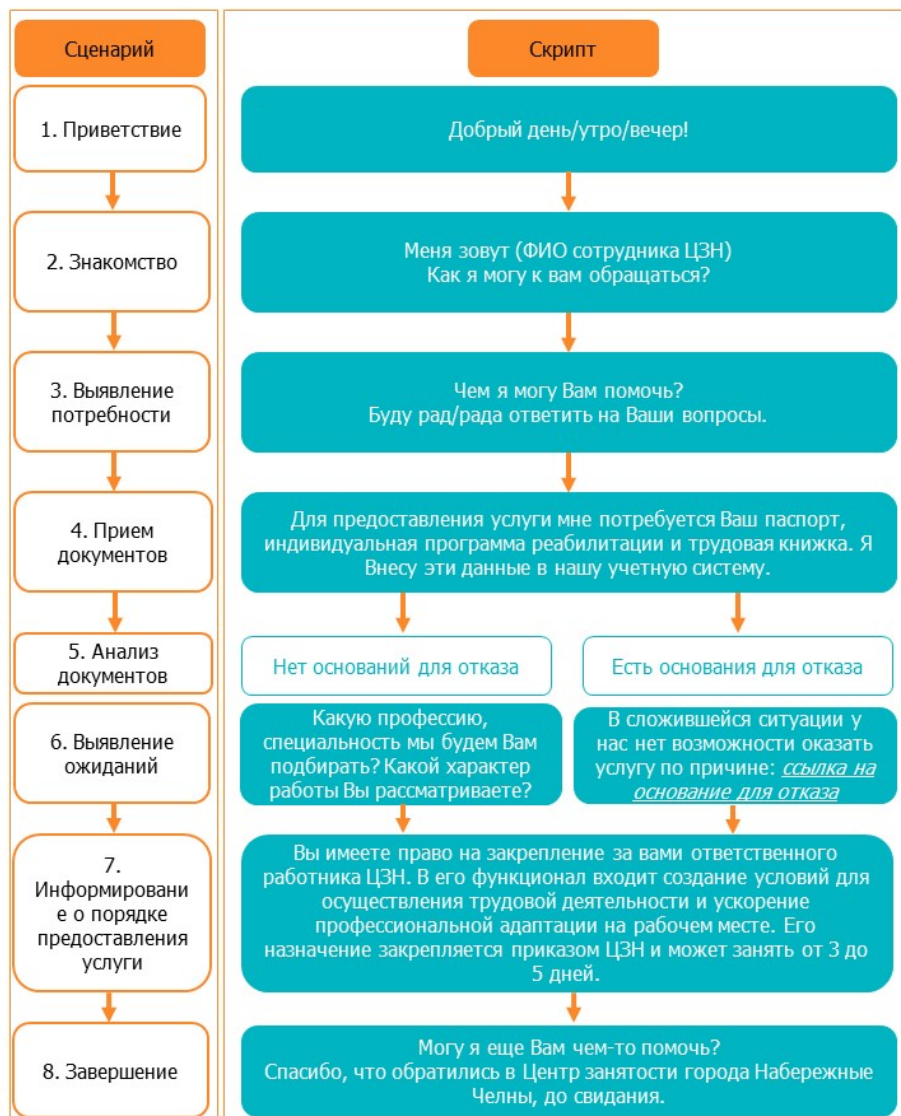 Сценарий
Скрипт
1. Приветствие
Добрый день/утро/вечер!
2. Знакомство
Меня зовут (ФИО сотрудника ЦЗН)
Как я могу к вам обращаться?
3. Выявление
потребности
Чем я могу Вам помочь?
Буду рад/рада ответить на Ваши вопросы.
4. Прием
документов
Для предоставления услуги мне потребуется Ваш паспорт,
индивидуальная программа реабилитации и трудовая книжка. Я
Внесу эти данные в нашу учетную систему.
5. Анализ
документов
Нет оснований для отказа
Есть основания для отказа
6. Выявление
ожиданий
Какую профессию,
специальность мы будем Вам
подбирать? Какой характер
работы Вы рассматриваете?
В сложившейся ситуации у
нас нет возможности оказать
услугу по причине: ссылка на
основание для отказа
7.
Информировани
е о порядке
предоставления
услуги
Вы имеете право на закрепление за вами ответственного
работника ЦЗН. В его функционал входит создание условий для
осуществления трудовой деятельности и ускорение
профессиональной адаптации на рабочем месте. Его
назначение закрепляется приказом ЦЗН и может занять от 3 до
5 дней.
8. Завершение
Могу я еще Вам чем-то помочь?
Спасибо, что обратились в Центр занятости города Набережные
Челны, до свидания.